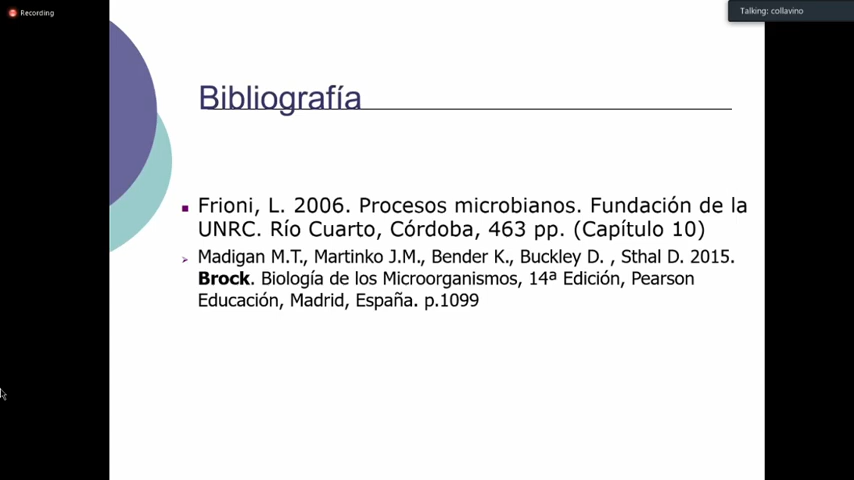 Recording
Talking: collavino
Bibliografía
Frioni, L. 2006. Procesos microbianos. Fundación de la
UNRC. Río Cuarto, Córdoba, 463 pp. (Capítulo 10)
Madigan M.T., Martinko J.M., Bender K., Buckley D. , Sthal D. 2015.
Brock. Biología de los Microorganismos, 14ª Edición, Pearson
Educación, Madrid, España. p.1099